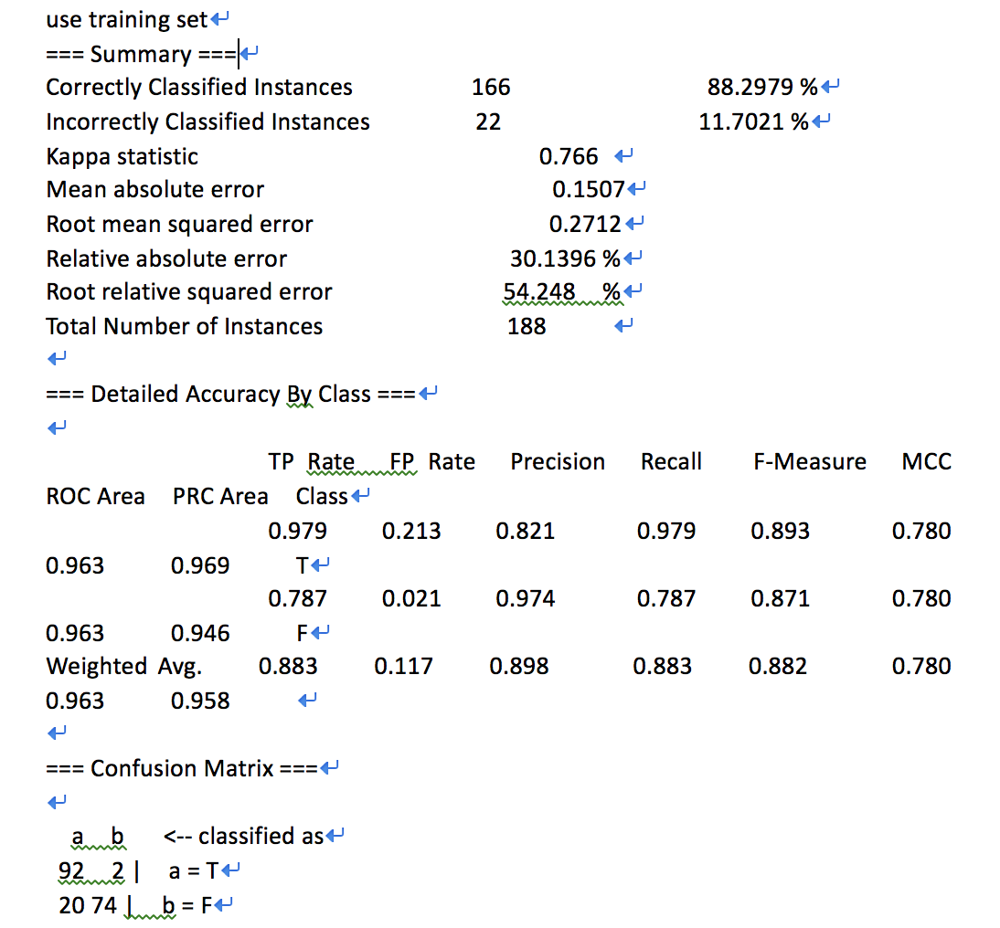 use training set
=== Summary ===
Correctly Classified Instances 166 88.2979 %
Incorrectly Classified Instances 22 11.7021 %
Kappa statistic 0.766
Mean absolute error 0.1507
Root mean squared error 0.2712
Relative absolute error 30.1396 %
Root relative squared error 54.248 %
Total Number of Instances 188
=== Detailed Accuracy By Class ===
TP Rate FP Rate Precision Recall F-Measure MCC
ROC Area PRC Area Class
0.979 0.213 0.821 0.979 0.893 0.780
0.963 0.969 T
0.787 0.021 0.974 0.787 0.871 0.780
0.963 0.946 F
Weighted Avg. 0.883 0.117 0.898 0.883 0.882 0.780
0.963 0.958
=== Confusion Matrix ===
a b <-- classified as
92 2 | a = T
20 74 | b = F